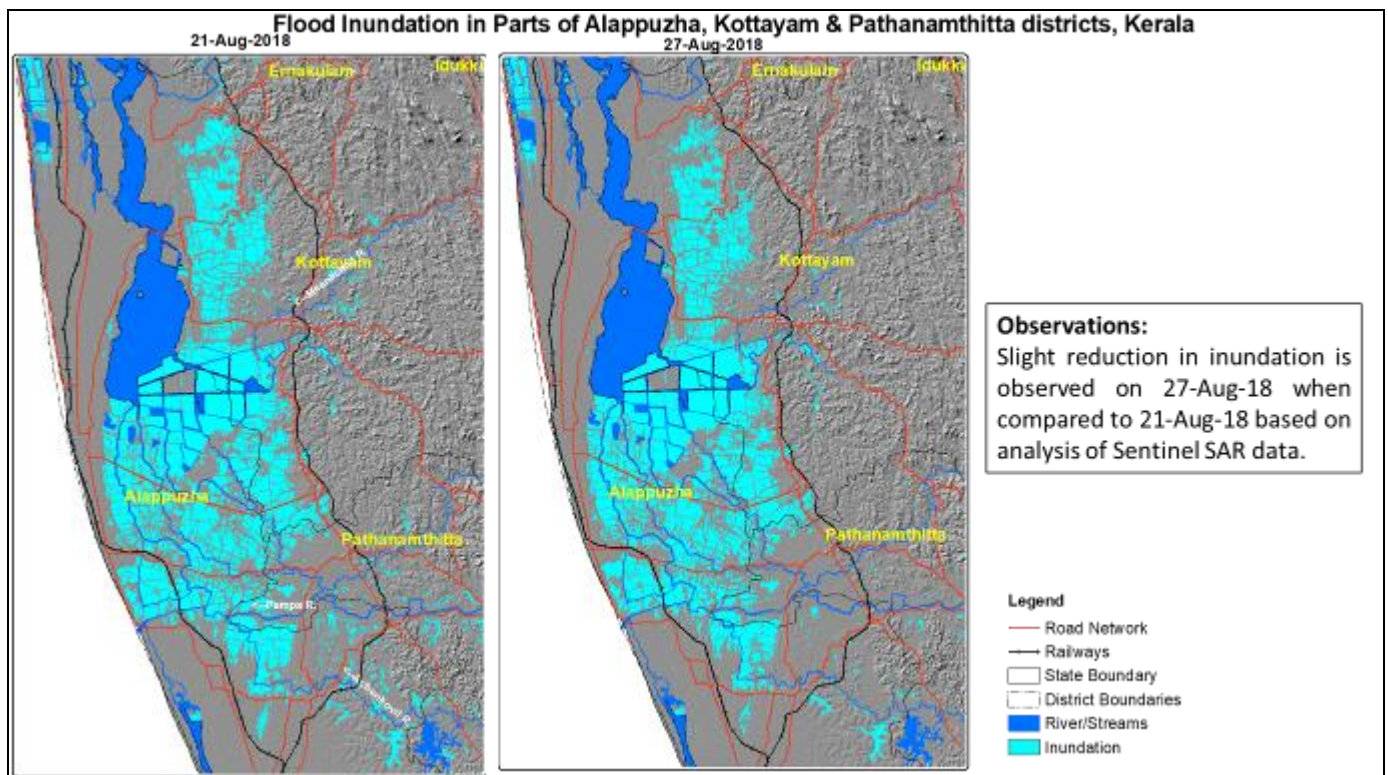 Flood Inundation in Parts of Alappuzha, Kottayam & Pathanamthitta districts, Kerala
21-Aug-2018
27-Aug-2018
Ernakulam
Idukki
Kottayam
Alappuzha
Pathanamthitta
Pampa R.
Ernakulam
Idukki
Kottayam
Alappuzha
Pathanamthitta
Observations:
Slight reduction in inundation is
observed on 27-Aug-18 when
compared to 21-Aug-18 based on
analysis of Sentinel SAR data.
Legend
Road Network
Railways
State Boundary
District Boundaries
River/Streams
Inundation